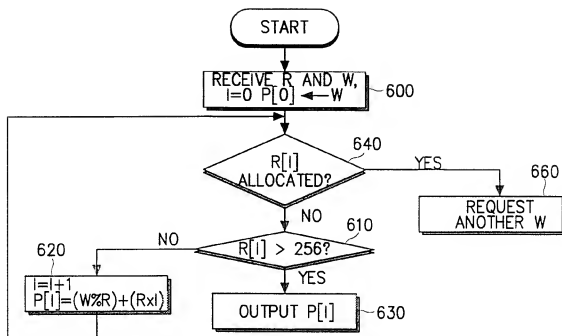 START
RECEIVE R AND W,
I=0 P[0] ← W
600
640
R[I]
ALLOCATED?
YES
660
REQUEST
ANOTHER W
NO
610
R[I] > 256?
NO
620
I=I+1
P[I]=(W%R)+(RxI)
YES
OUTPUT P[I]
630